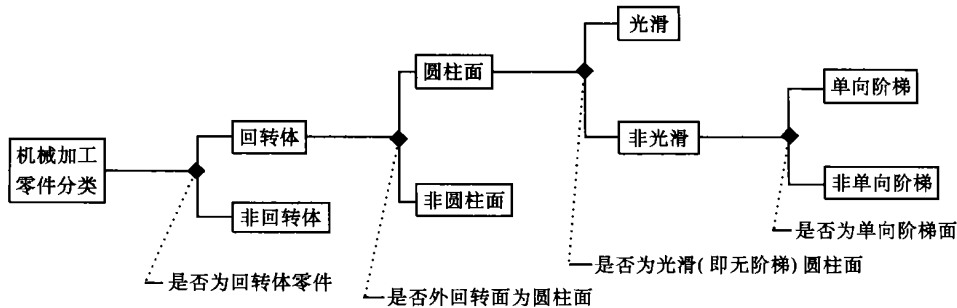 机械加工
零件分类
回转体
非回转体
圆柱面
非圆柱面
光滑
非光滑
单向阶梯
非单向阶梯
是否为单向阶梯面
是否为光滑(即无阶梯)圆柱面
是否为回转体零件
是否外回转面为圆柱面